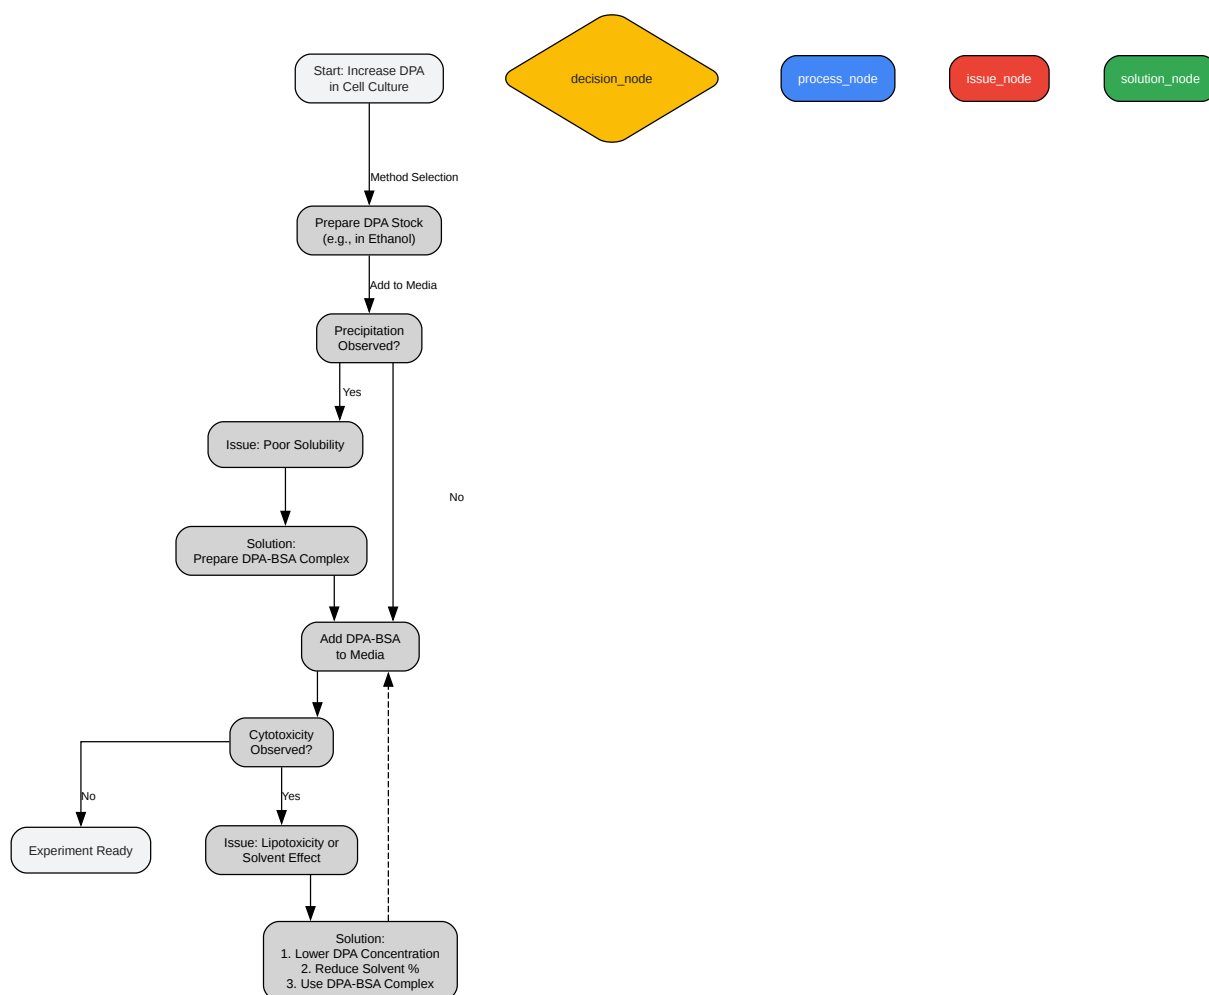 Start: Increase DPA
in Cell Culture
decision_node
process_node
issue_node
solution_node
Method Selection
Prepare DPA Stock
(e.g., in Ethanol)
Add to Media
Precipitation
Observed?
Yes
Issue: Poor Solubility
No
Solution:
Prepare DPA-BSA Complex
Add DPA-BSA
to Media
Cytotoxicity
Observed?
No
Yes
Experiment Ready
Issue: Lipotoxicity or
Solvent Effect
Solution:
1. Lower DPA Concentration
2. Reduce Solvent %
3. Use DPA-BSA Complex